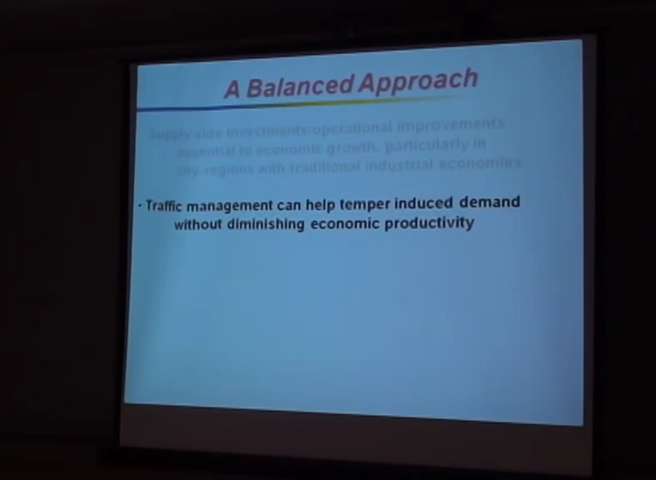 A Balanced Approach
Supply-side investments/operational improvements
essential to economic growth, particularly in
city-regions with traditional industrial economies
· Traffic management can help temper induced demand
without diminishing economic productivity